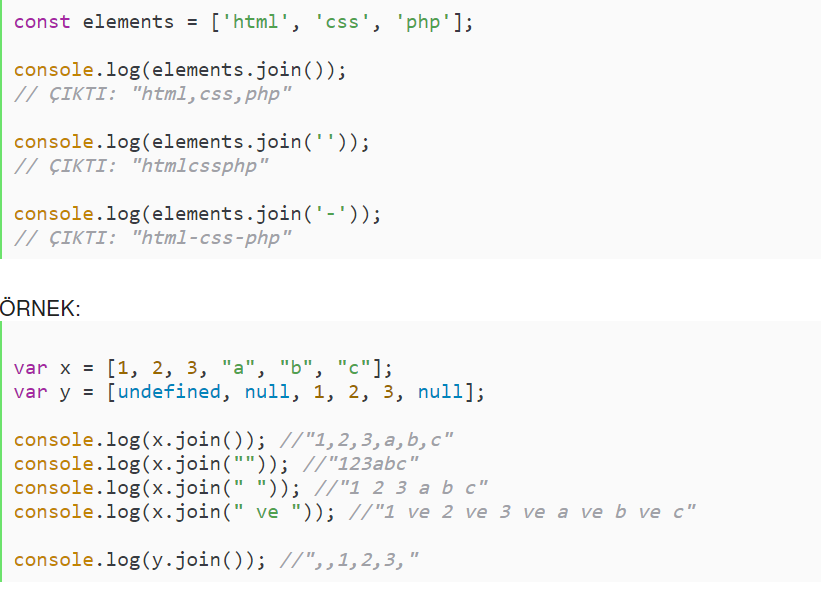 const elements = ['html', 'css', 'php'];
console.log(elements.join());
// ÇIKTI: "html,css,php"
console.log(elements.join(''));
// ÇIKTI: "htmlcssphp"
console.log(elements.join('-'));
// ÇIKTI: "html-css-php"
ÖRNEK:
var x = [1, 2, 3, "a", "b", "c"];
var y = [undefined, null, 1, 2, 3, null];
console.log(x.join()); //"1,2,3,a,b,c"
console.log(x.join("")); //"123abc"
console.log(x.join(" ")); //"1 2 3 a b c"
console.log(x.join(" ve ")); //"1 ve 2 ve 3 ve a ve b ve c"
console.log(y.join()); //",,1,2,3,"